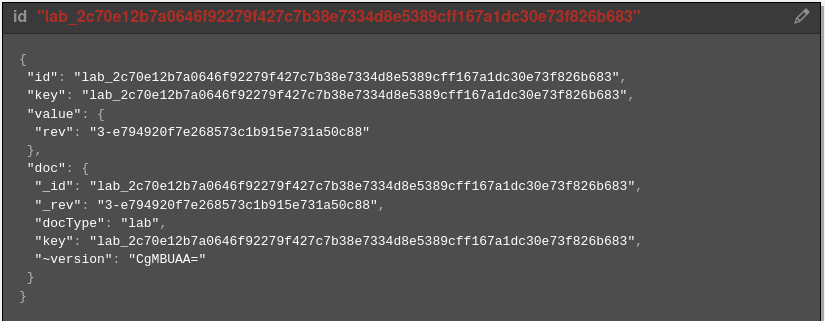 id "lab_2c70e12b7a0646f92279f427c7b38e7334d8e5389cff167a1dc30e73f826b683"
{
"id": "lab_2c70e12b7a0646f92279f427c7b38e7334d8e5389cff167a1dc30e73f826b683",
"key": "lab_2c70e12b7a0646f92279f427c7b38e7334d8e5389cff167a1dc30e73f826b683",
"value": {
"rev": "3-e794920f7e268573c1b915e731a50c88"
},
"doc": {
"_id": "lab_2c70e12b7a0646f92279f427c7b38e7334d8e5389cff167a1dc30e73f826b683",
"_rev": "3-e794920f7e268573c1b915e731a50c88",
"docType": "lab",
"key": "lab_2c70e12b7a0646f92279f427c7b38e7334d8e5389cff167a1dc30e73f826b683",
"~version": "CgMBUAA="
}
}